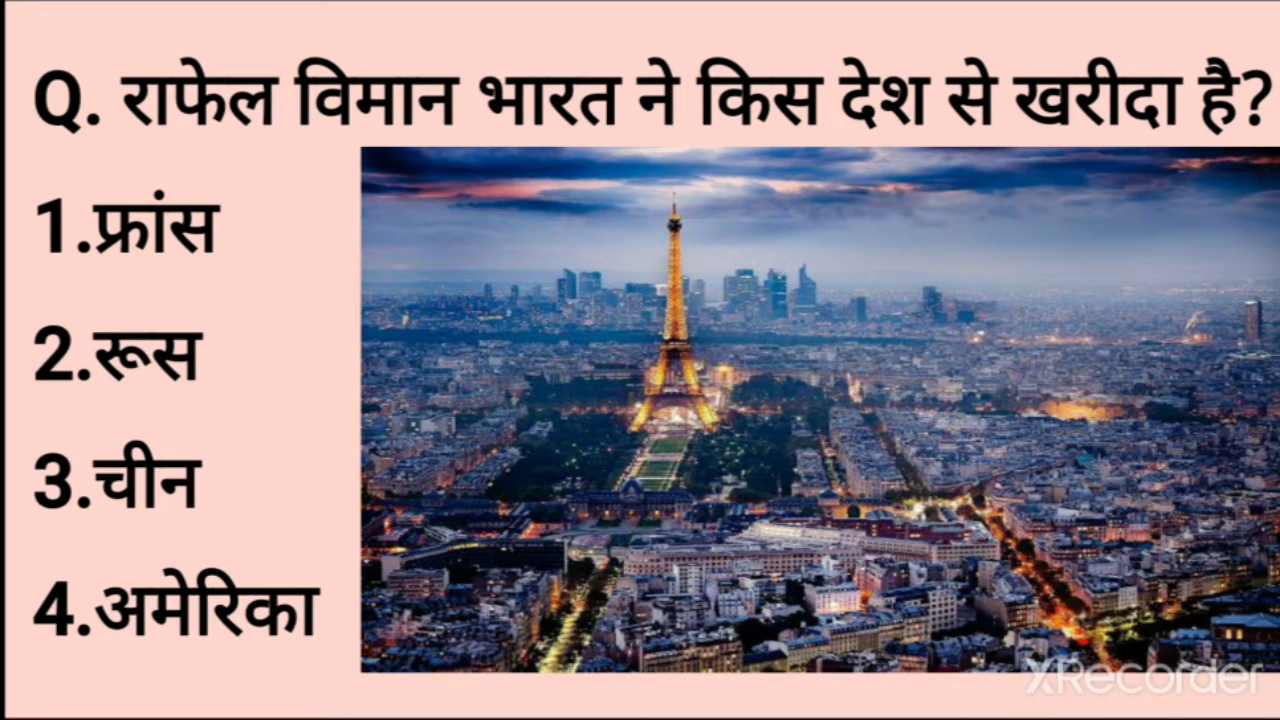 Q. राफेल विमान भारत ने किस देश से खरीदा है?
1.फ्रांस
2.रूस
3.चीन
4.अमेरिका
XRecorder